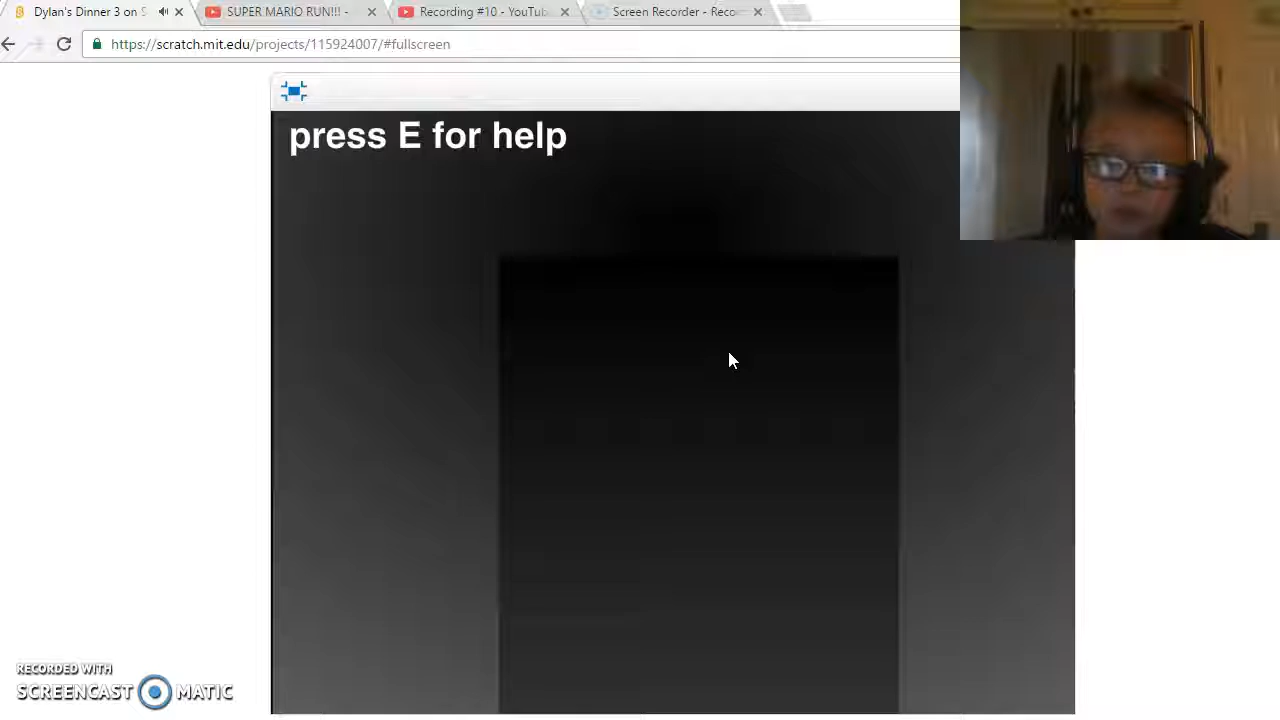 Dylan's Dinner 3 on S
SUPER MARIO RUN!!! -
Recording #10 - YouTub
Screen Recorder - Reco
https://scratch.mit.edu/projects/115924007/#fullscreen
press E for help
RECORDED WITH
SCREENCAST MATIC